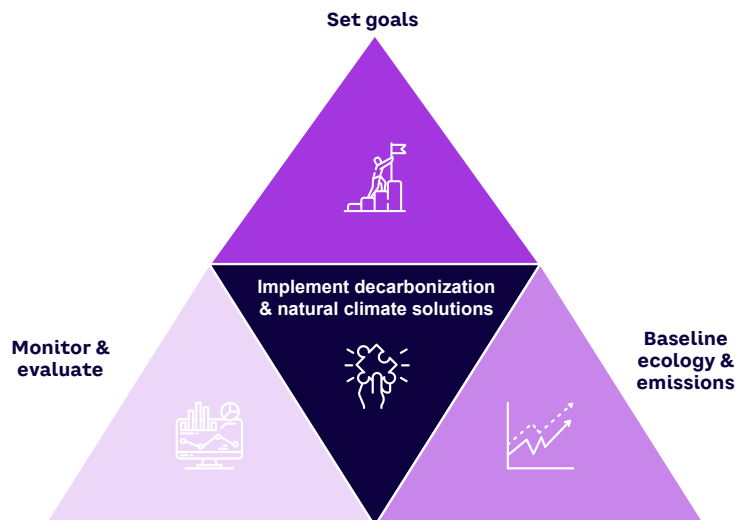 Set goals
Implement decarbonization
& natural climate solutions
Monitor &
evaluate
Baseline
ecology &
emissions